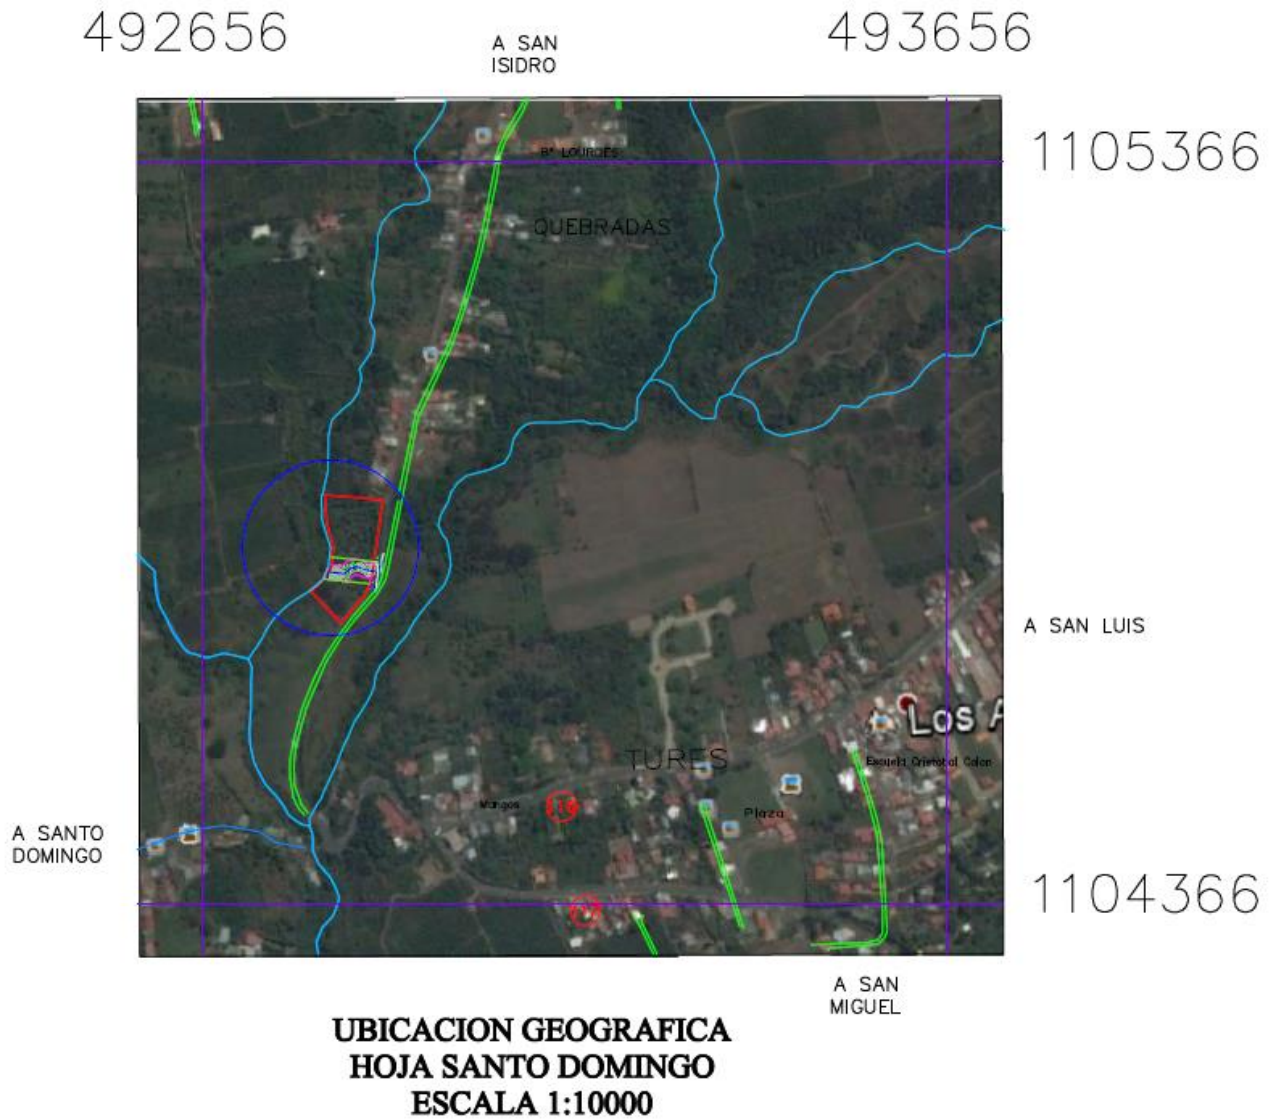 492656
493656
A SAN
ISIDRO
1105366
Bº LOURDES
QUEBRADAS
A SAN LUIS
Los A
TURES
Escuela Cristobal Colon
Mangos
Plaza
A SANTO
DOMINGO
1104366
A SAN
MIGUEL
UBICACION GEOGRAFICA
HOJA SANTO DOMINGO
ESCALA 1:10000